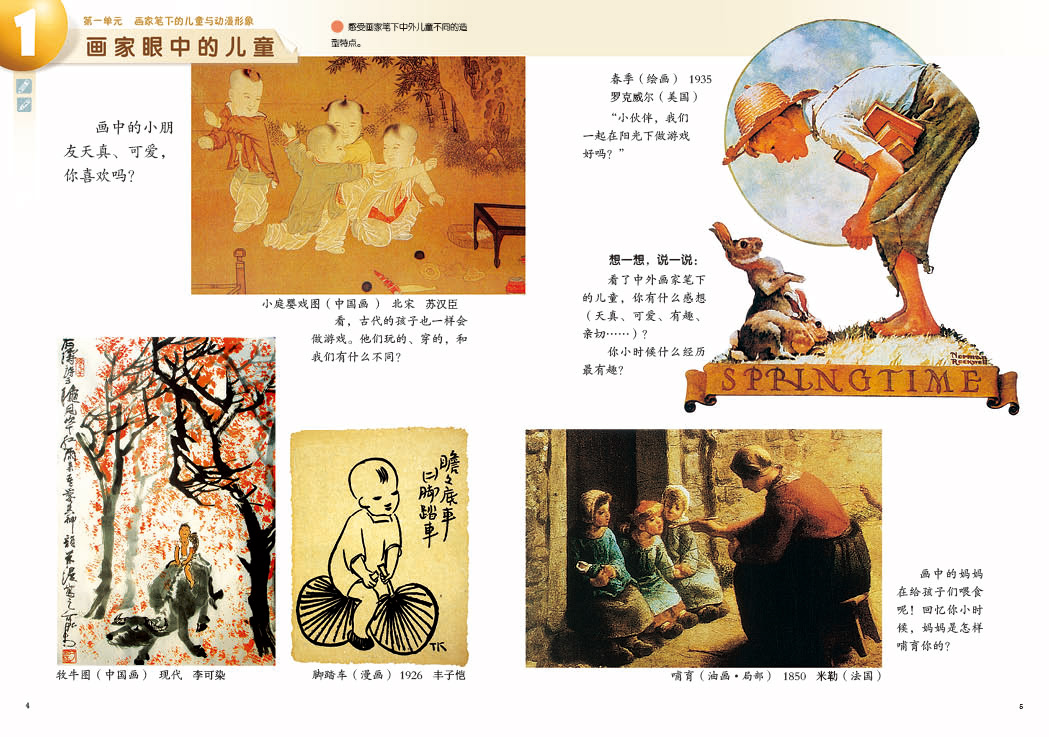 1
第一单元　画家笔下的儿童与动漫形象
画家眼中的儿童
感受画家笔下中外儿童不同的造
型特点。
画中的小朋
友天真、可爱，
你喜欢吗？
小庭婴戏图（中国画 ）　北宋　苏汉臣
看，古代的孩子也一样会
做游戏。他们玩的、穿的，和
我们有什么不同？
牧牛图（中国画）　现代　李可染
瞻瞻底車
脚踏車
TK
脚踏车（漫画）1926　丰子恺
4
春季（绘画）　1935
罗克威尔（美国）
“小伙伴，我们
一起在阳光下做游戏
好吗？”
想一想，说一说：
看了中外画家笔下
的儿童，你有什么感想
（天真、可爱、有趣、
亲切……）？
你小时候什么经历
最有趣？
Norman
Rockwell
SPRINGTIME
画中的妈妈
在给孩子们喂食
呢！回忆你小时
候，妈妈是怎样
哺育你的？
哺育（油画·局部）　1850　米勒（法国）
5